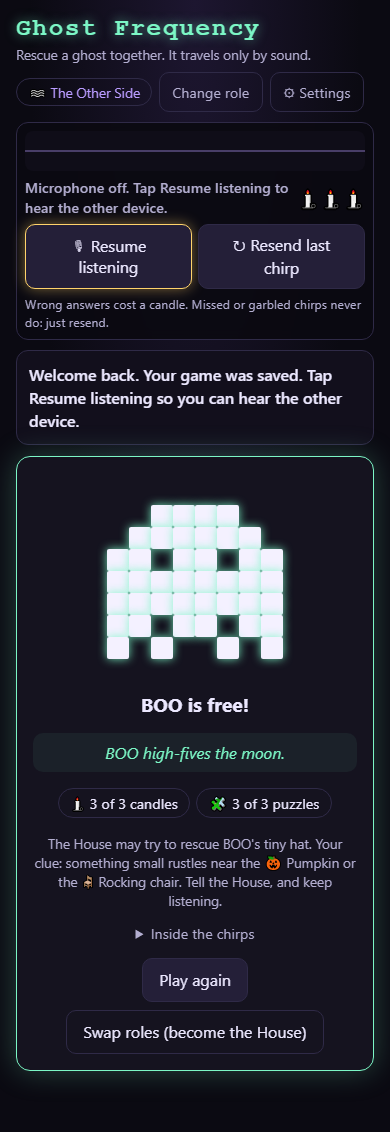 Ghost Frequency
Rescue a ghost together. It travels only by sound.
The Other Side
Change role
⚙ Settings
Microphone off. Tap Resume listening to
hear the other device.
🎙 Resume
listening
↻ Resend last
chirp
Wrong answers cost a candle. Missed or garbled chirps never
do: just resend.
Welcome back. Your game was saved. Tap
Resume listening so you can hear the other
device.
BOO is free!
BOO high-fives the moon.
🕯 3 of 3 candles
🧩 3 of 3 puzzles
The House may try to rescue BOO's tiny hat. Your
clue: something small rustles near the 🎃 Pumpkin or
the 🪑 Rocking chair. Tell the House, and keep
listening.
▶ Inside the chirps
Play again
Swap roles (become the House)